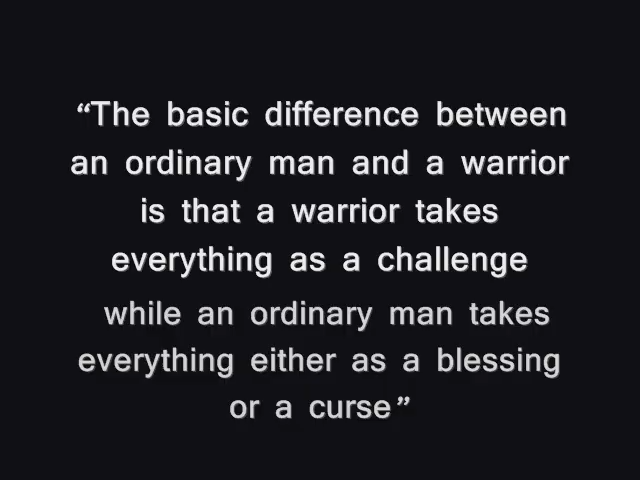 “The basic difference between
an ordinary man and a warrior
is that a warrior takes
everything as a challenge
while an ordinary man takes
everything either as a blessing
or a curse”